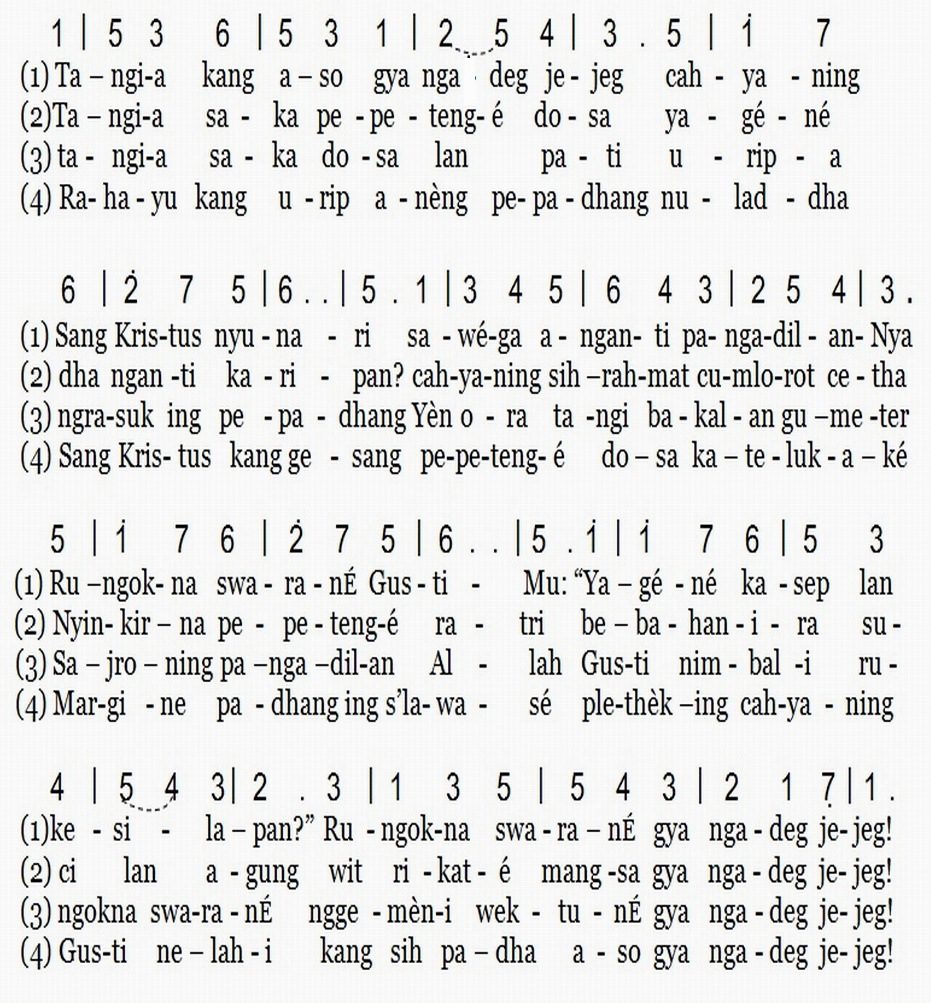 1 | 5 3 6 | 5 3 1 | 2 5 4 | 3 . 5 | i̇ 7
(1) Ta – ngi-a kang a – so gya nga deg je - jeg cah - ya - ning
(2)Ta – ngi-a sa - ka pe - pe - teng- é do - sa ya - gé - né
(3) ta - ngi-a sa - ka do - sa lan pa - ti u - rip - a
(4) Ra- ha - yu kang u - rip a - nèng pe- pa - dhang nu - lad - dha
6 | 2̇ 7 5 | 6 . . | 5 . 1 | 3 4 5 | 6 4 3 | 2 5 4 | 3 .
(1) Sang Kris-tus nyu - na - ri sa - wé-ga a - ngan- ti pa- nga-dil - an- Nya
(2) dha ngan -ti ka - ri - pan? cah-ya-ning sih –rah-mat cu-mlo-rot ce - tha
(3) ngra-suk ing pe - pa - dhang Yèn o - ra ta -ngi ba - kal - an gu –me -ter
(4) Sang Kris- tus kang ge - sang pe-pe-teng- é do – sa ka – te - luk - a – ké
5 | 1̇ 7 6 | 2̇ 7 5 | 6 . . | 5 . 1̇ | 1̇ 7 6 | 5 3
(1) Ru –ngok- na swa - ra - nÉ Gus - ti - Mu: “Ya – gé - né ka - sep lan
(2) Nyin- kir – na pe - pe - teng-é ra - tri be – ba - han - i - ra su -
(3) Sa – jro – ning pa –nga –dil-an Al - lah Gus-ti nim - bal -i ru -
(4) Mar-gi - ne pa - dhang ing s’la- wa - sé ple-thèk –ing cah-ya - ning
4 | 5 4 3 | 2 . 3 | 1 3 5 | 5 4 3 | 2 1 7̣ | 1 .
(1)ke - si - la – pan?” Ru - ngok-na swa - ra – nÉ gya nga - deg je- jeg!
(2) ci lan a - gung wit ri - kat - é mang -sa gya nga - deg je- jeg!
(3) ngokna swa-ra - nÉ ngge - mèn-i wek - tu - nÉ gya nga - deg je- jeg!
(4) Gus-ti ne – lah - i kang sih pa – dha a - so gya nga - deg je- jeg!